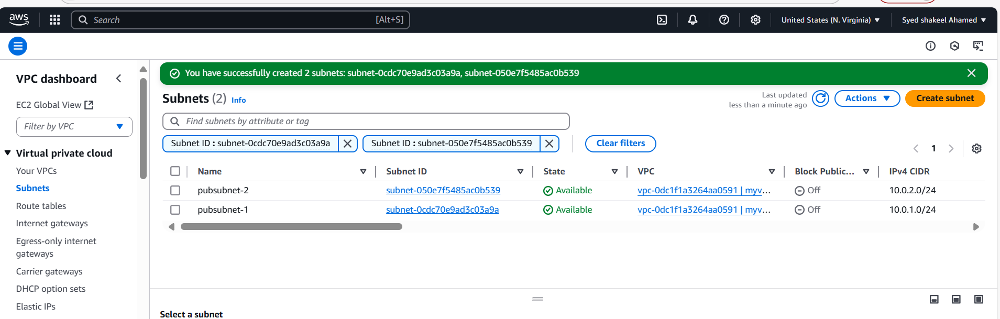 aws
Search [Alt+S] United States (N. Virginia) Syed shakeel Ahamed
VPC dashboard
EC2 Global View
Filter by VPC
Virtual private cloud
Your VPCs
Subnets
Route tables
Internet gateways
Egress-only internet
gateways
Carrier gateways
DHCP option sets
Elastic IPs
You have successfully created 2 subnets: subnet-0cdc70e9ad3c03a9a, subnet-050e7f5485ac0b539
Subnets (2) Info
Last updated
less than a minute ago
Actions
Create subnet
Find subnets by attribute or tag
Subnet ID : subnet-0cdc70e9ad3c03a9a Subnet ID : subnet-050e7f5485ac0b539 Clear filters
1
Name Subnet ID State VPC Block Public... IPv4 CIDR
pubsubnet-2 subnet-050e7f5485ac0b539 Available vpc-0dc1f1a3264aa0591 | myv... Off 10.0.2.0/24
pubsubnet-1 subnet-0cdc70e9ad3c03a9a Available vpc-0dc1f1a3264aa0591 | myv... Off 10.0.1.0/24
Select a subnet